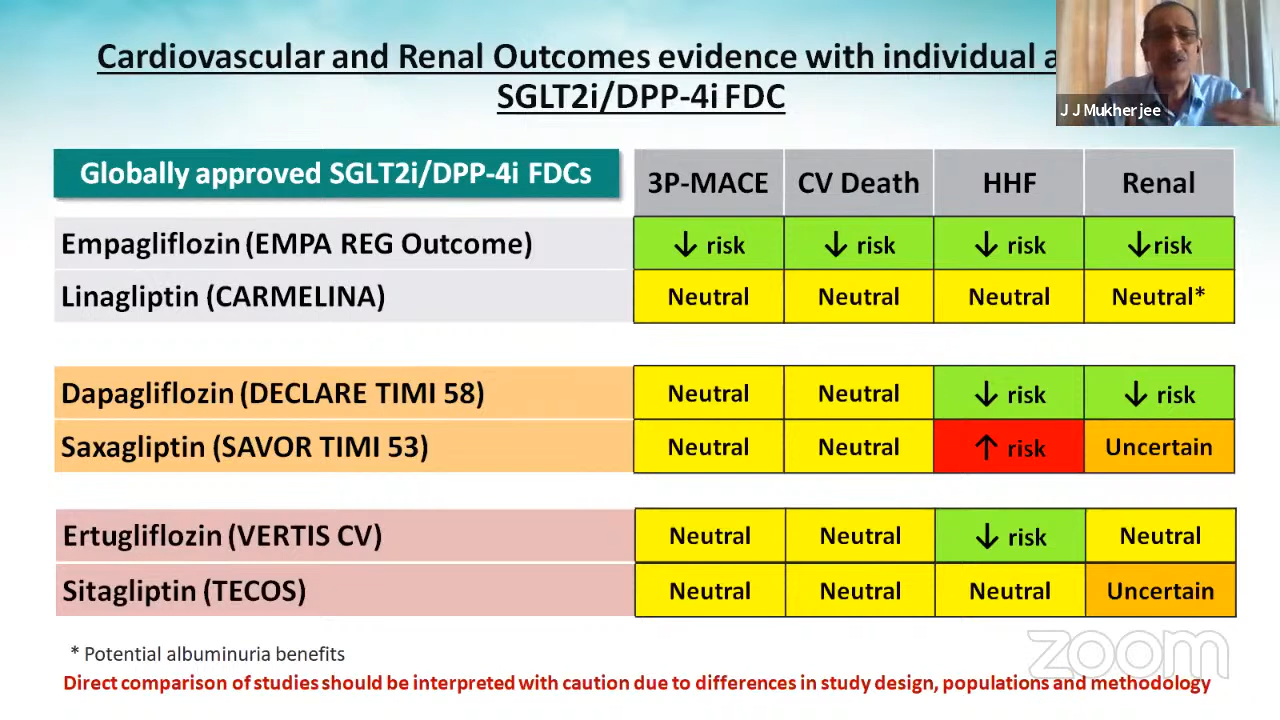 Cardiovascular and Renal Outcomes evidence with individual
SGLT2i/DPP-4i FDC
J J Mukherjee
Globally approved SGLT2i/DPP-4i FDCs 3P-MACE CV Death HHF Renal
Empagliflozin (EMPA REG Outcome) ↓ risk ↓ risk ↓ risk ↓risk
Linagliptin (CARMELINA) Neutral Neutral Neutral Neutral*
Dapagliflozin (DECLARE TIMI 58) Neutral Neutral ↓ risk ↓ risk
Saxagliptin (SAVOR TIMI 53) Neutral Neutral ↑ risk Uncertain
Ertugliflozin (VERTIS CV) Neutral Neutral ↓ risk Neutral
Sitagliptin (TECOS) Neutral Neutral Neutral Uncertain
* Potential albuminuria benefits
zoom
Direct comparison of studies should be interpreted with caution due to differences in study design, populations and methodology